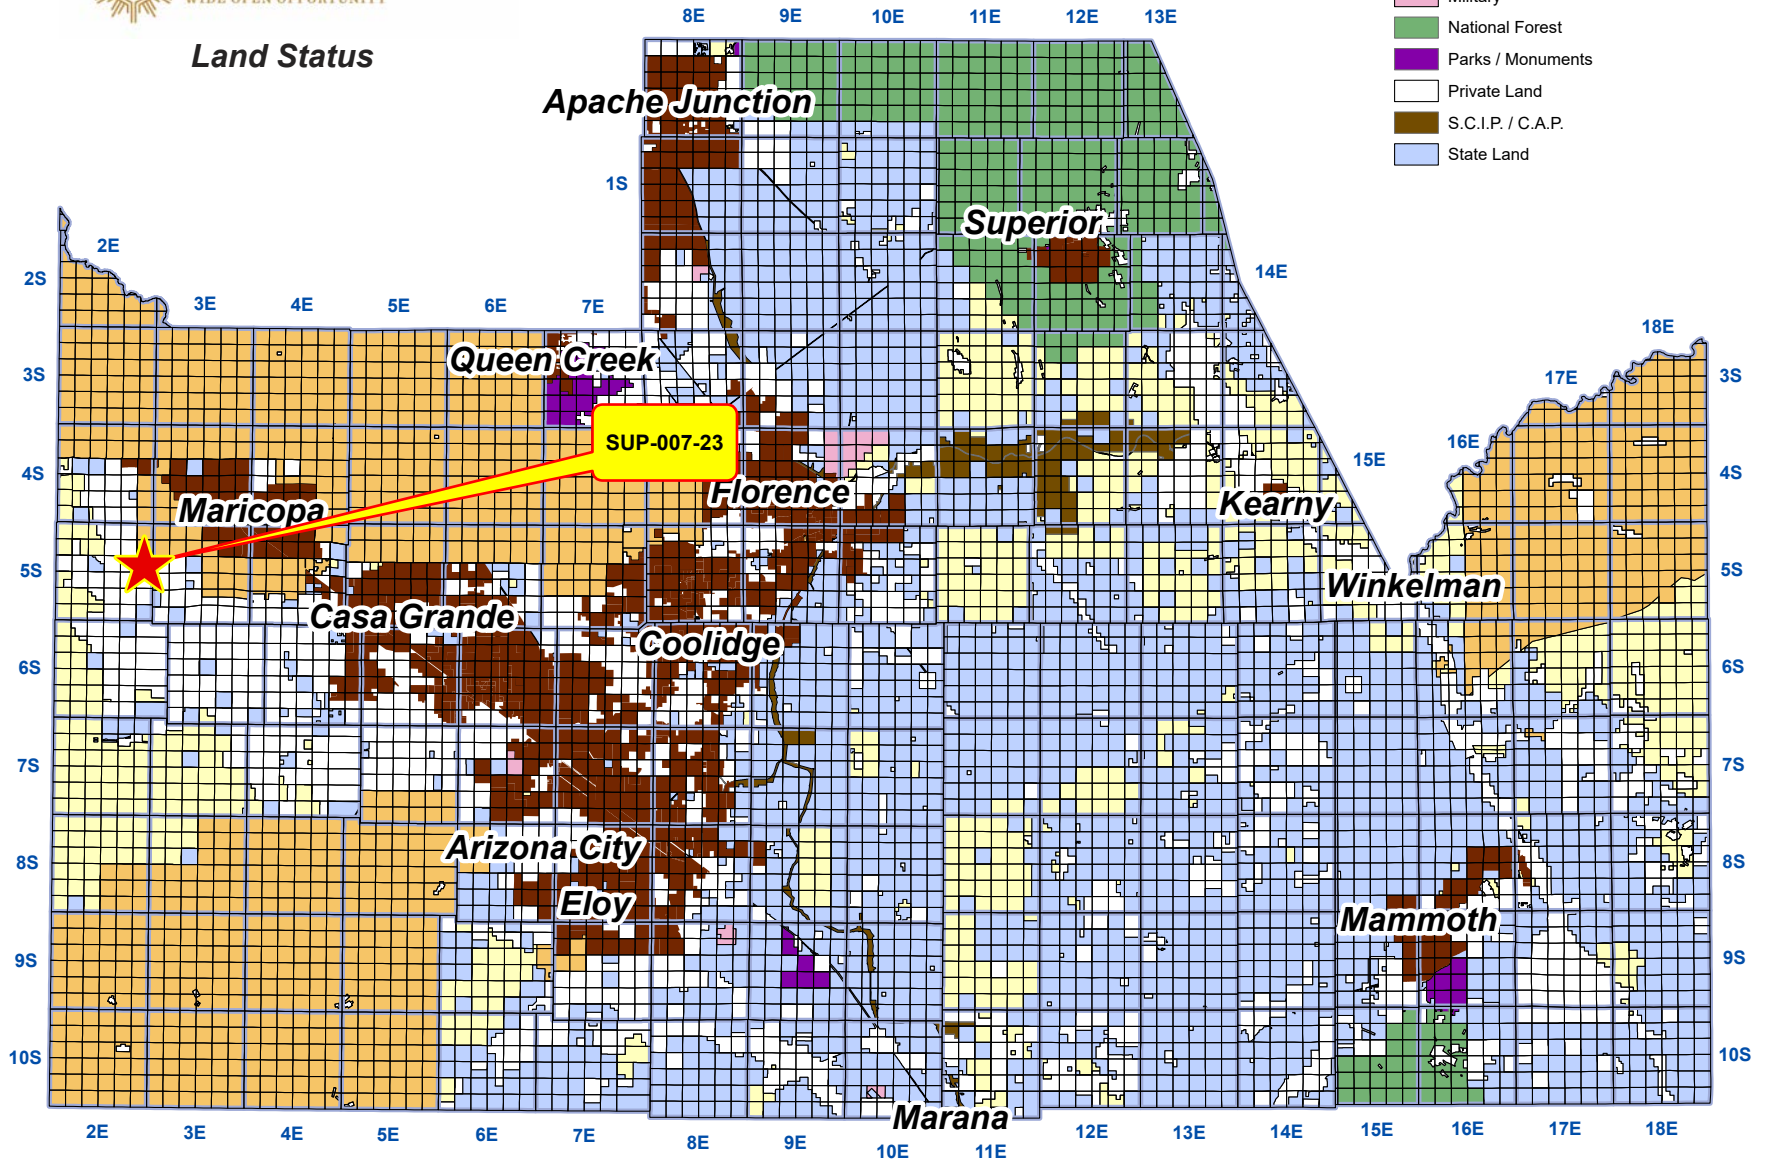 WIDE OPEN OPPORTUNITY
Land Status
Military
National Forest
Parks / Monuments
Private Land
S.C.I.P. / C.A.P.
State Land
8E 9E 10E 11E 12E 13E
Apache Junction
1S
Superior
2E
14E
2S
3E 4E 5E 6E 7E
18E
Queen Creek
3S
17E
3S
SUP-007-23
16E
15E
4S
4S
Florence
Kearny
Maricopa
5S
5S
Winkelman
Casa Grande
Coolidge
6S
6S
7S
7S
Arizona City
8S
8S
Eloy
Mammoth
9S
9S
10S
10S
Marana
2E 3E 4E 5E 6E 7E 8E 9E 10E 11E 12E 13E 14E 15E 16E 17E 18E